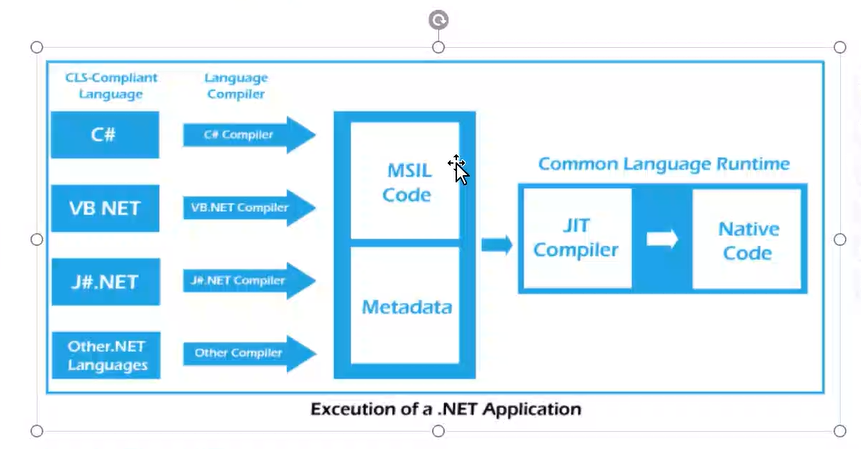 CLS-Compliant
Language
Language
Compiler
C#
C# Compiler
VB NET
VB.NET Compiler
J#.NET
J#.NET Compiler
Other.NET
Languages
Other Compiler
MSIL
Code
Metadata
Common Language Runtime
JIT
Compiler
Native
Code
Exceution of a .NET Application